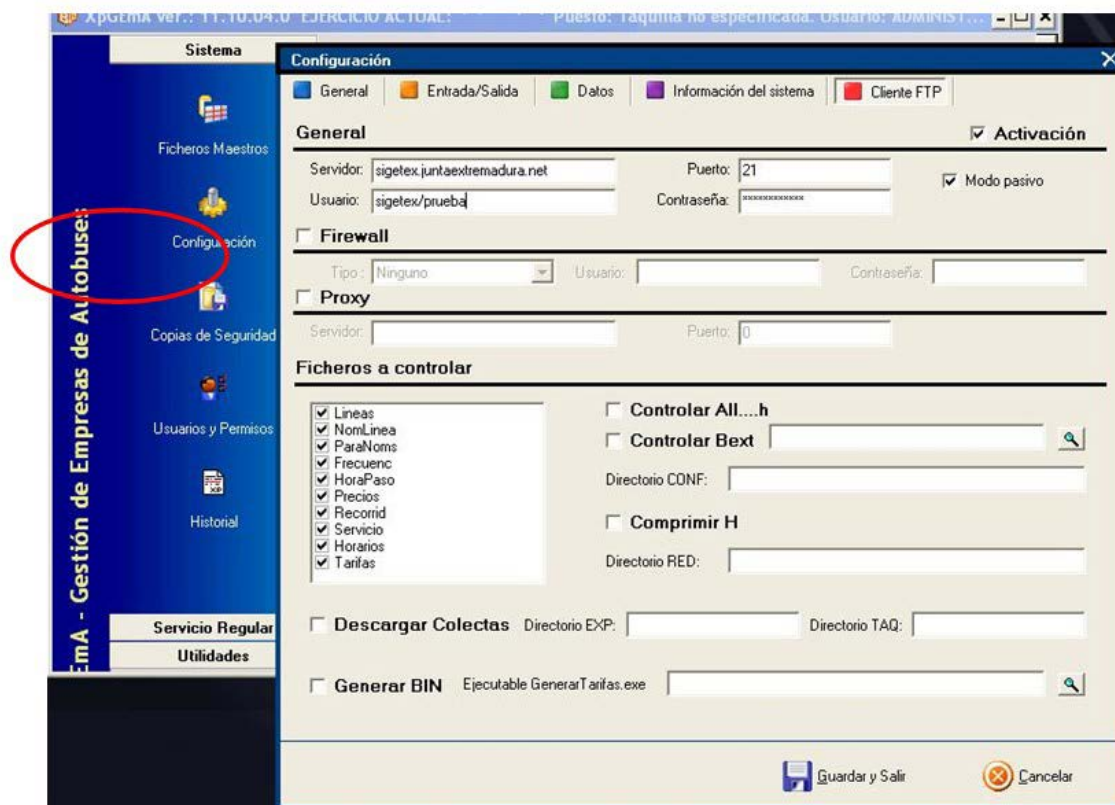 XpGEmA ver.: 11.10.04.0 EJERCICIO ACTUAL: Puesto: Taquilla no especificada. Usuario: ADMINIST...
EmA - Gestión de Empresas de Autobuses
Sistema
Ficheros Maestros
Configuración
Copias de Seguridad
Usuarios y Permisos
Historial
Servicio Regular
Utilidades
Configuración
General Entrada/Salida Datos Información del sistema Cliente FTP
General Activación
Servidor: sigetex.juntaextremadura.net Puerto: 21 Modo pasivo
Usuario: sigetex/prueba Contraseña: ************
Firewall
Tipo: Ninguno Usuario: Contraseña:
Proxy
Servidor: Puerto: 0
Ficheros a controlar
Lineas
NomLinea
ParaNoms
Frecuenc
HoraPaso
Precios
Recorrid
Servicio
Horarios
Tarifas
Controlar All....h
Controlar Bext
Directorio CONF:
Comprimir H
Directorio RED:
Descargar Colectas Directorio EXP: Directorio TAQ:
Generar BIN Ejecutable GenerarTarifas.exe
Guardar y Salir Cancelar